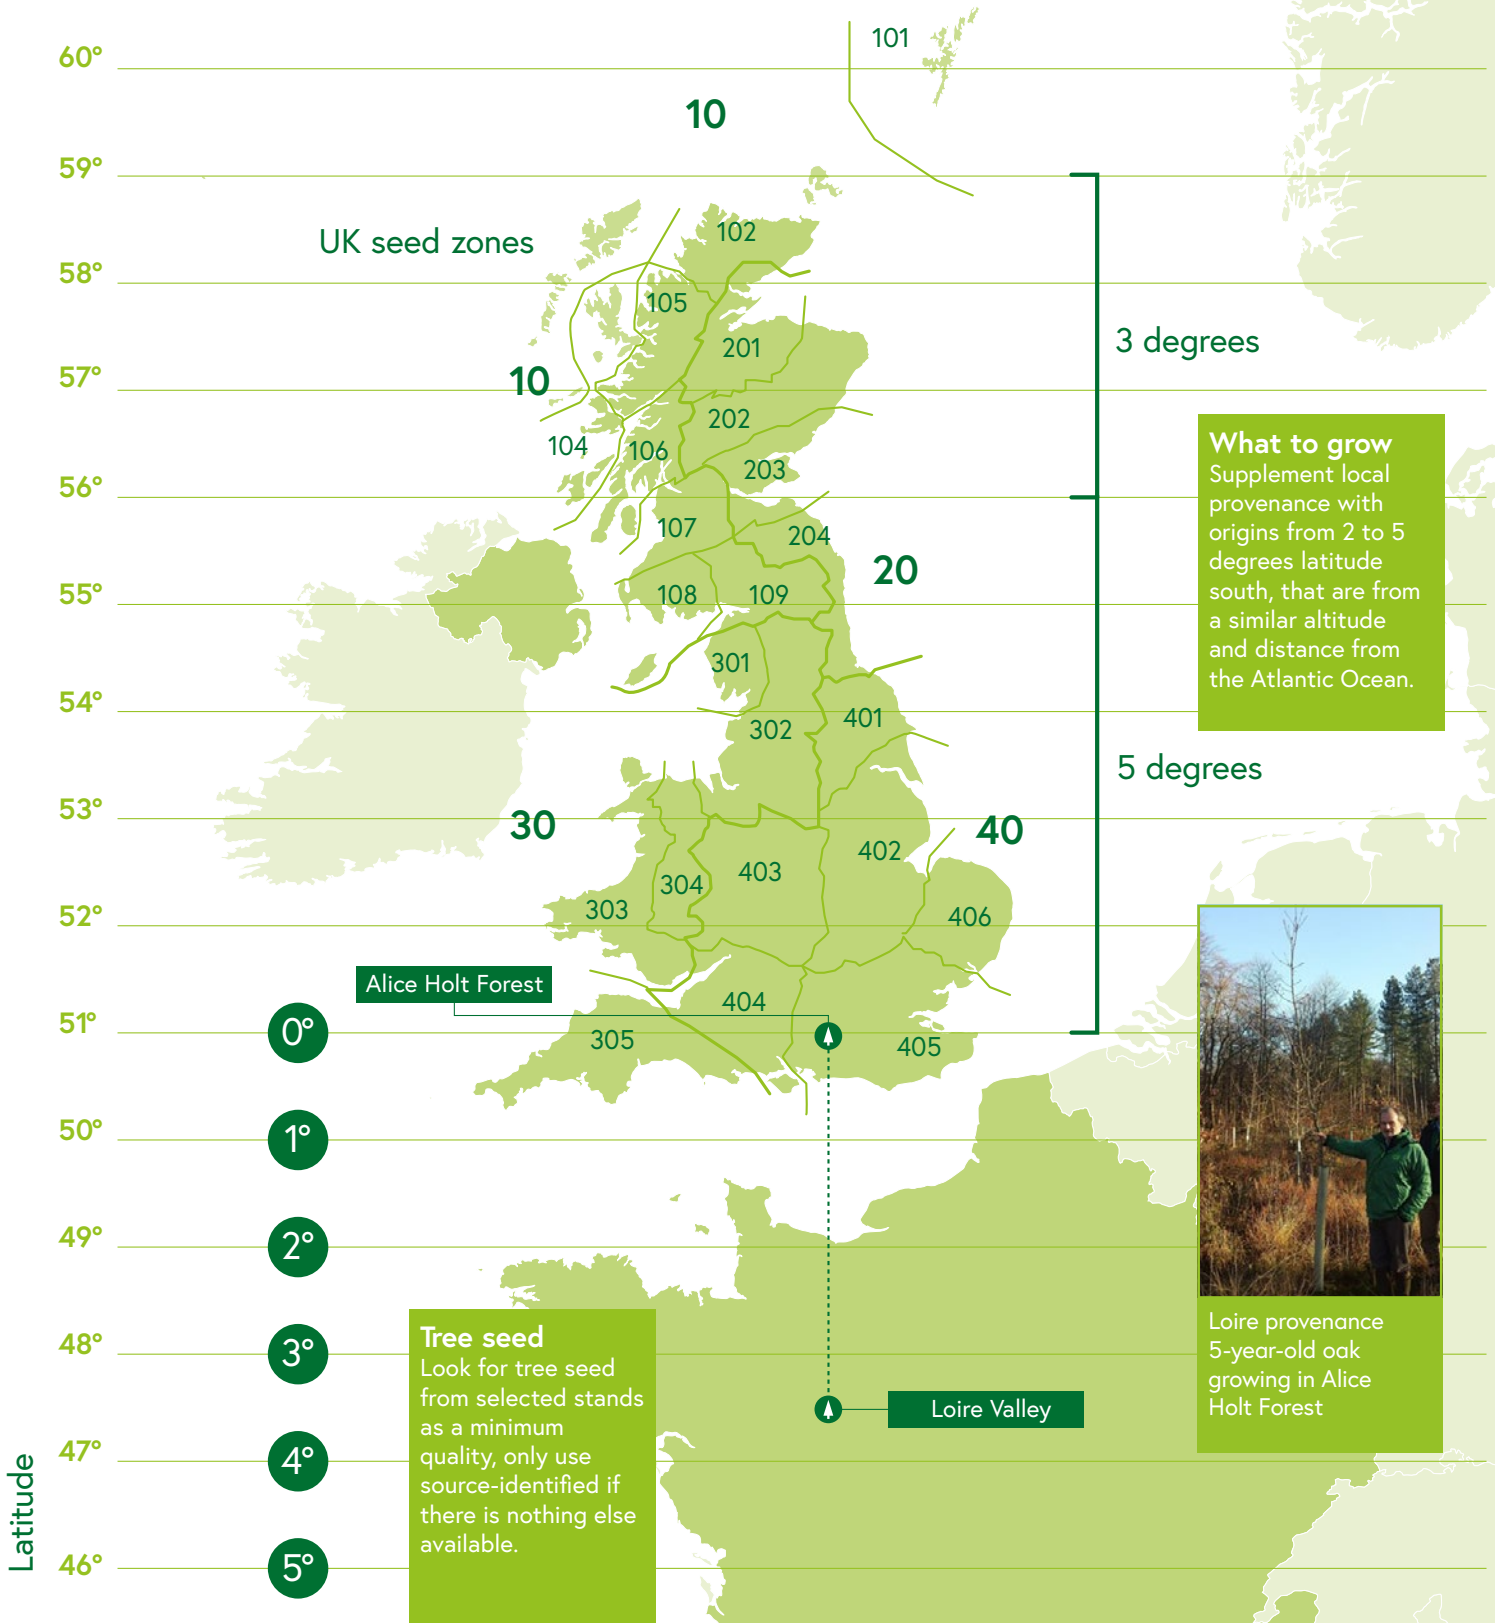 101
60°
10
59°
UK seed zones
102
58°
105
3 degrees
201
57°
10
202
What to grow
Supplement local
provenance with
origins from 2 to 5
degrees latitude
south, that are from
a similar altitude
and distance from
the Atlantic Ocean.
104
106
203
56°
107
204
20
55°
108
109
301
54°
401
302
5 degrees
53°
30
40
402
403
304
303
52°
406
Alice Holt Forest
404
51°
0°
305
405
50°
1°
49°
2°
48°
3°
Tree seed
Look for tree seed
from selected stands
as a minimum
quality, only use
source-identified if
there is nothing else
available.
Loire provenance
5-year-old oak
growing in Alice
Holt Forest
Loire Valley
47°
4°
46°
5°
Latitude